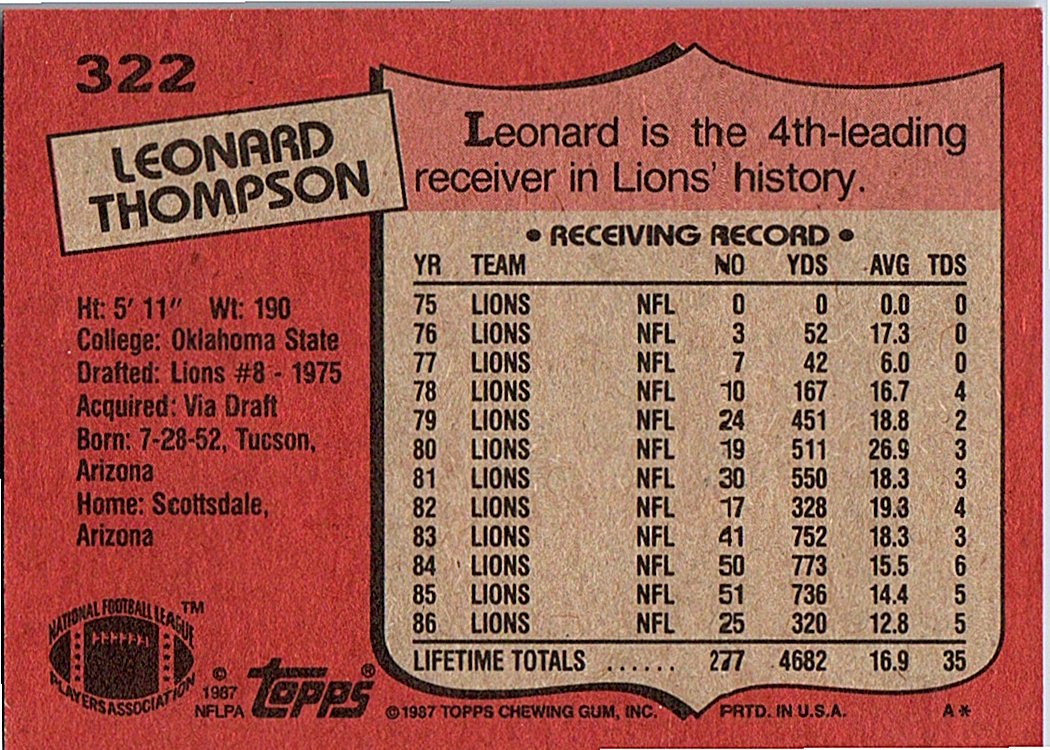 322
LEONARD
THOMPSON
Ht: 5' 11" Wt: 190
College: Oklahoma State
Drafted: Lions #8 - 1975
Acquired: Via Draft
Born: 7-28-52, Tucson,
Arizona
Home: Scottsdale,
Arizona
NATIONAL FOOTBALL LEAGUE TM
PLAYERS ASSOCIATION
© 1987 NFLPA
Topps®
Leonard is the 4th-leading
receiver in Lions' history.
• RECEIVING RECORD •
YR TEAM NO YDS AVG TDS
75 LIONS NFL 0 0 0.0 0
76 LIONS NFL 3 52 17.3 0
77 LIONS NFL 7 42 6.0 0
78 LIONS NFL 10 167 16.7 4
79 LIONS NFL 24 451 18.8 2
80 LIONS NFL 19 511 26.9 3
81 LIONS NFL 30 550 18.3 3
82 LIONS NFL 17 328 19.3 4
83 LIONS NFL 41 752 18.3 3
84 LIONS NFL 50 773 15.5 6
85 LIONS NFL 51 736 14.4 5
86 LIONS NFL 25 320 12.8 5
LIFETIME TOTALS ...... 277 4682 16.9 35
© 1987 TOPPS CHEWING GUM, INC. PRTD. IN U.S.A. A*